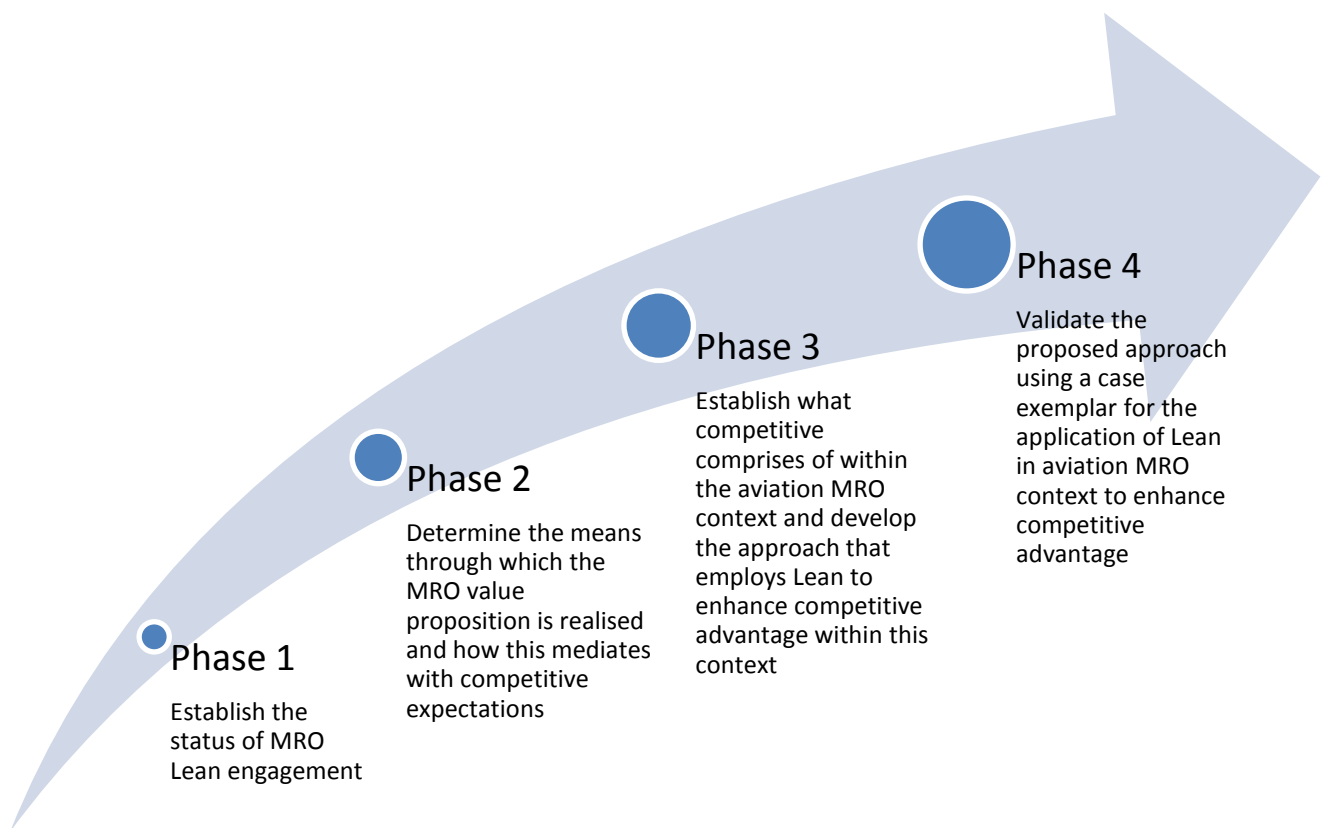 Phase 1
Establish the
status of MRO
Lean engagement
Phase 2
Determine the means
through which the
MRO value
proposition is realised
and how this mediates
with competitive
expectations
Phase 3
Establish what
competitive
comprises of within
the aviation MRO
context and develop
the approach that
employs Lean to
enhance competitive
advantage within this
context
Phase 4
Validate the
proposed approach
using a case
exemplar for the
application of Lean
in aviation MRO
context to enhance
competitive
advantage